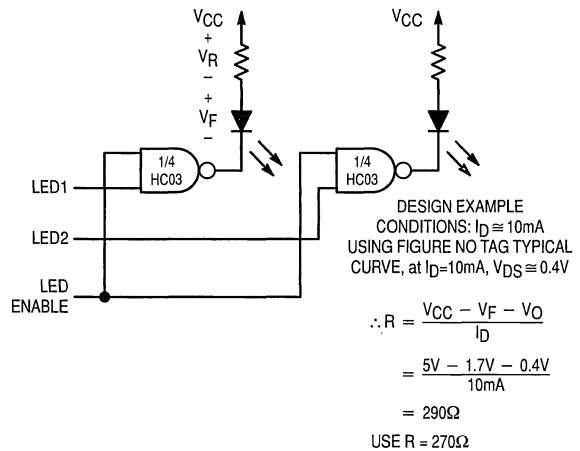 VCC
+
VR
–
+
VF
–
VCC
1/4
HC03
1/4
HC03
LED1
LED2
LED
ENABLE
DESIGN EXAMPLE
CONDITIONS: ID ≅ 10mA
USING FIGURE NO TAG TYPICAL
CURVE, at ID=10mA, VDS ≅ 0.4V
∴ R = (VCC – VF – VO) / ID
= (5V – 1.7V – 0.4V) / 10mA
= 290Ω
USE R = 270Ω